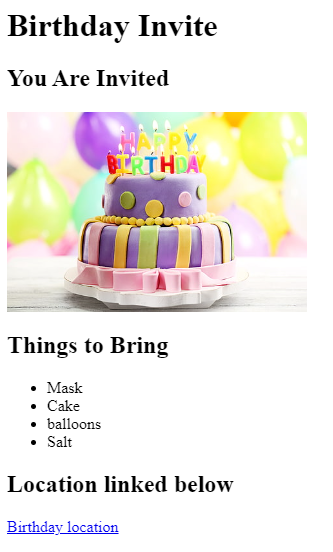 Birthday Invite
You Are Invited
HAPPY
BIRTHDAY
Things to Bring
Mask
Cake
balloons
Salt
Location linked below
Birthday location